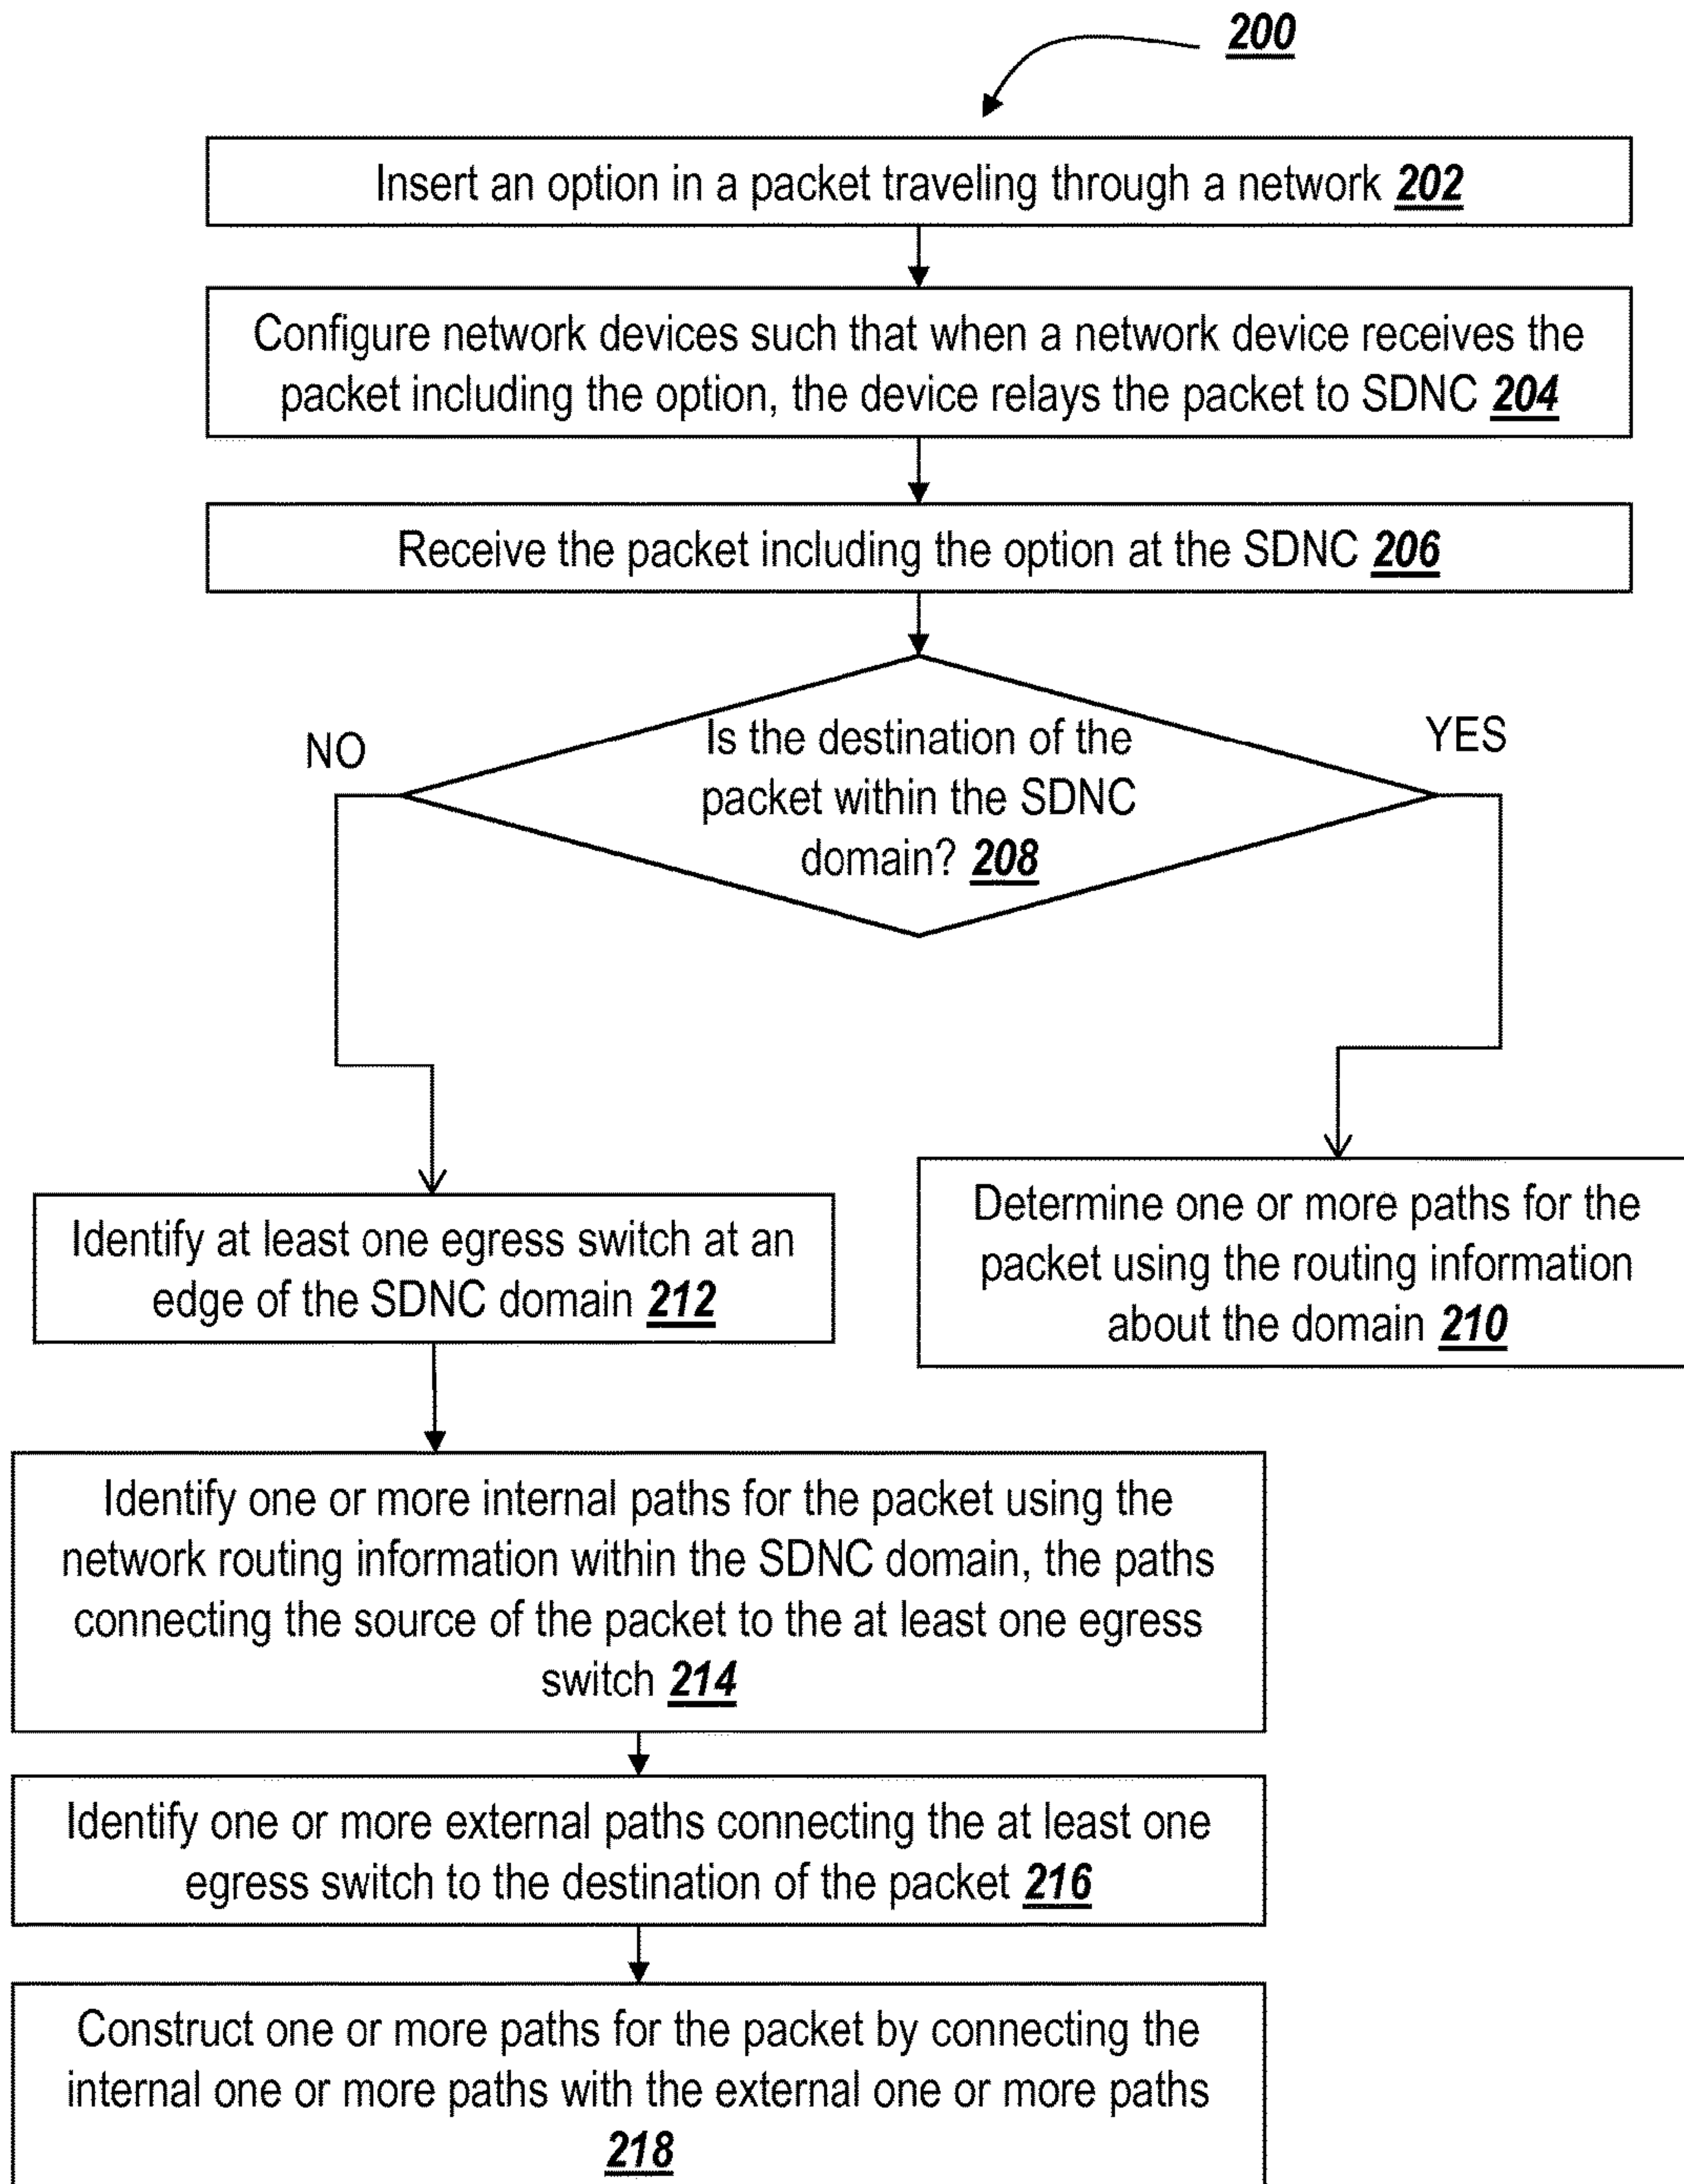 200
Insert an option in a packet traveling through a network 202
Configure network devices such that when a network device receives the
packet including the option, the device relays the packet to SDNC 204
Receive the packet including the option at the SDNC 206
NO
YES
Is the destination of the
packet within the SDNC
domain? 208
Identify at least one egress switch at an
edge of the SDNC domain 212
Determine one or more paths for the
packet using the routing information
about the domain 210
Identify one or more internal paths for the packet using the
network routing information within the SDNC domain, the paths
connecting the source of the packet to the at least one egress
switch 214
Identify one or more external paths connecting the at least one
egress switch to the destination of the packet 216
Construct one or more paths for the packet by connecting the
internal one or more paths with the external one or more paths
218